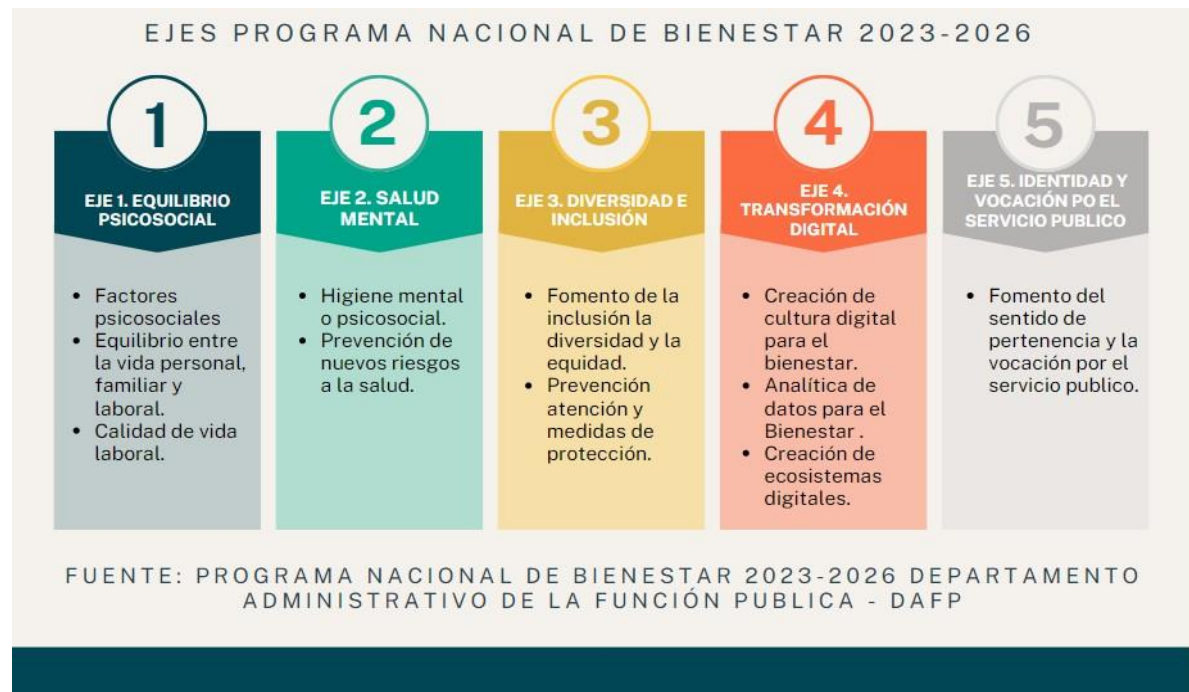 EJES PROGRAMA NACIONAL DE BIENESTAR 2023-2026
1
EJE 1. EQUILIBRIO
PSICOSOCIAL
• Factores
psicosociales
• Equilibrio entre
la vida personal,
familiar y
laboral.
• Calidad de vida
laboral.
2
EJE 2. SALUD
MENTAL
• Higiene mental
o psicosocial.
• Prevención de
nuevos riesgos
a la salud.
3
EJE 3. DIVERSIDAD E
INCLUSIÓN
• Fomento de la
inclusión la
diversidad y la
equidad.
• Prevención
atención y
medidas de
protección.
4
EJE 4.
TRANSFORMACIÓN
DIGITAL
• Creación de
cultura digital
para el
bienestar.
• Analítica de
datos para el
Bienestar .
• Creación de
ecosistemas
digitales.
5
EJE 5. IDENTIDAD Y
VOCACIÓN PO EL
SERVICIO PUBLICO
• Fomento del
sentido de
pertenencia y la
vocación por el
servicio publico.
FUENTE: PROGRAMA NACIONAL DE BIENESTAR 2023-2026 DEPARTAMENTO
ADMINISTRATIVO DE LA FUNCIÓN PUBLICA - DAFP